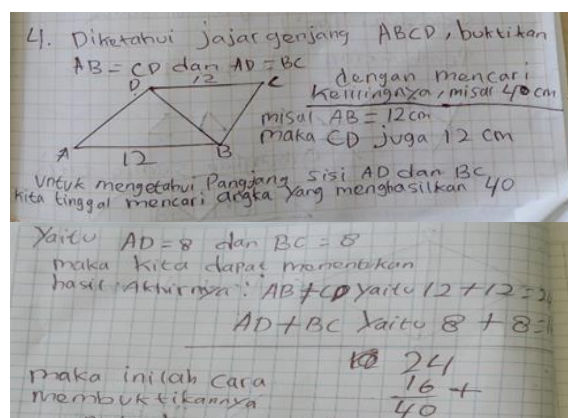 4. Diketahui jajar genjang ABCD, buktikan
AB = CD dan AD = BC
dengan mencari
kelilingnya, misal 40 cm
D 12 C
misal AB = 12 cm
maka CD juga 12 cm
A 12 B
Untuk mengetahui Pangjang sisi AD dan BC,
kita tinggal mencari angka yang menghasilkan 40
Yaitu AD = 8 dan BC = 8
maka kita dapat menentukan
hasil Akhirnya : AB + CD yaitu 12 + 12 = 24
AD + BC yaitu 8 + 8 =
24
maka inilah cara 16 +
membuktikannya 40